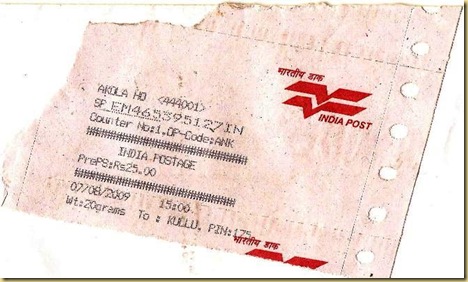 AKOLA HO <444001>
SP EM465395127IN
Counter No:1,OP-Code:ANK
INDIA POSTAGE
PrePS:Rs25.00
07/08/2009 15:00
Wt:20grams To : KULLU, PIN:175
भारतीय डाक
INDIA POST
भारतीय डाक